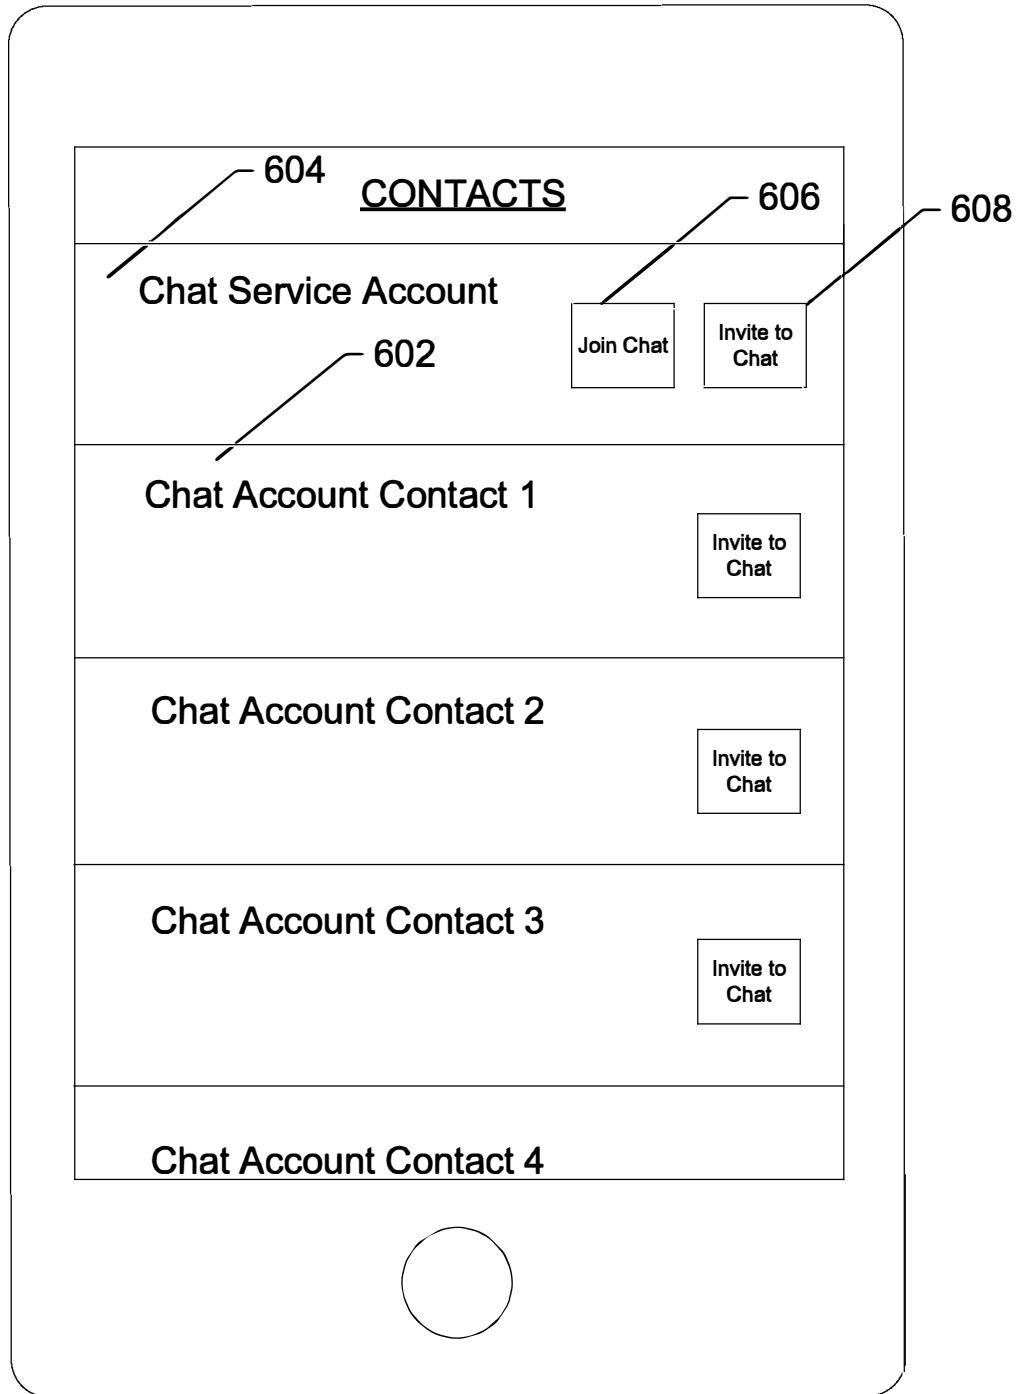 604
CONTACTS
606
608
Chat Service Account
Join Chat
Invite to
Chat
602
Chat Account Contact 1
Invite to
Chat
Chat Account Contact 2
Invite to
Chat
Chat Account Contact 3
Invite to
Chat
Chat Account Contact 4